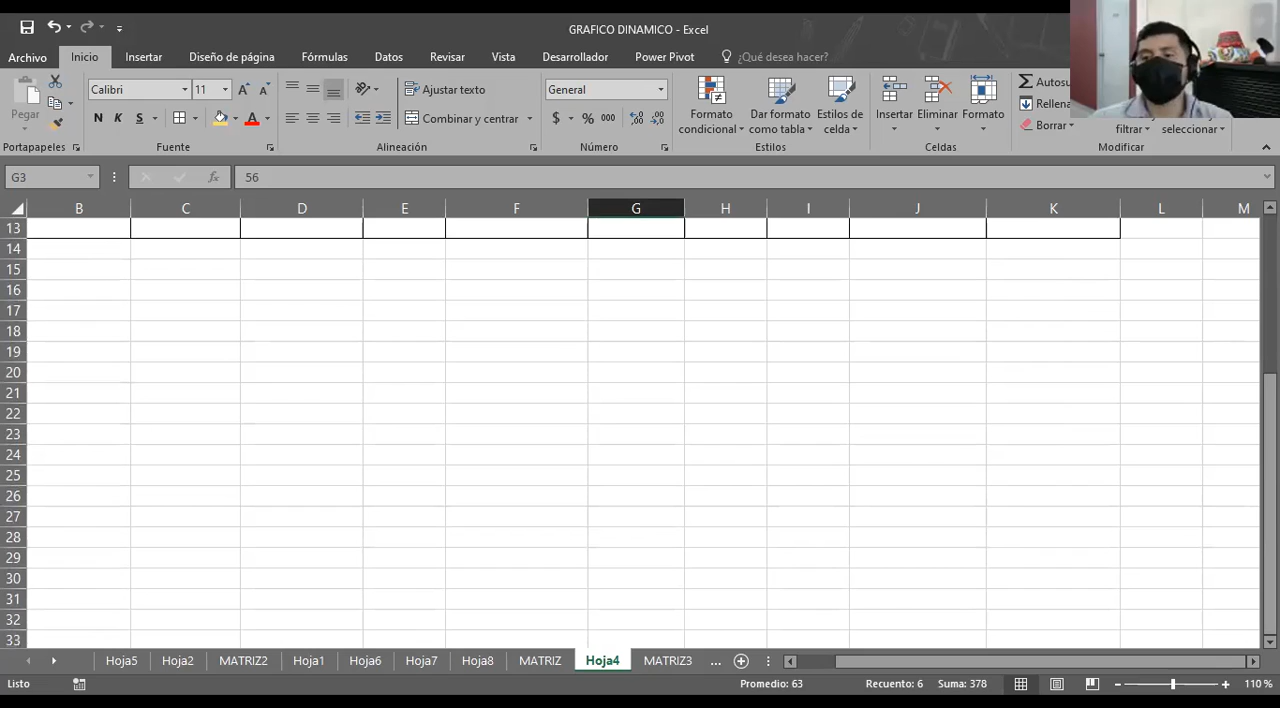 GRAFICO DINAMICO - Excel
Archivo Inicio Insertar Diseño de página Fórmulas Datos Revisar Vista Desarrollador Power Pivot ¿Qué desea hacer?
Pegar
Calibri 11
N K S
A A
Ajustar texto
Combinar y centrar
General
$ % 000
Formato condicional
Dar formato como tabla
Estilos de celda
Insertar Eliminar Formato
Σ Autosu
Rellena
Borrar
filtrar
seleccionar
Portapapeles Fuente Alineación Número Estilos Celdas Modificar
G3 fx 56
B C D E F G H I J K L M
13
14
15
16
17
18
19
20
21
22
23
24
25
26
27
28
29
30
31
32
33
Hoja5 Hoja2 MATRIZ2 Hoja1 Hoja6 Hoja7 Hoja8 MATRIZ Hoja4 MATRIZ3 ...
Listo Promedio: 63 Recuento: 6 Suma: 378 110 %